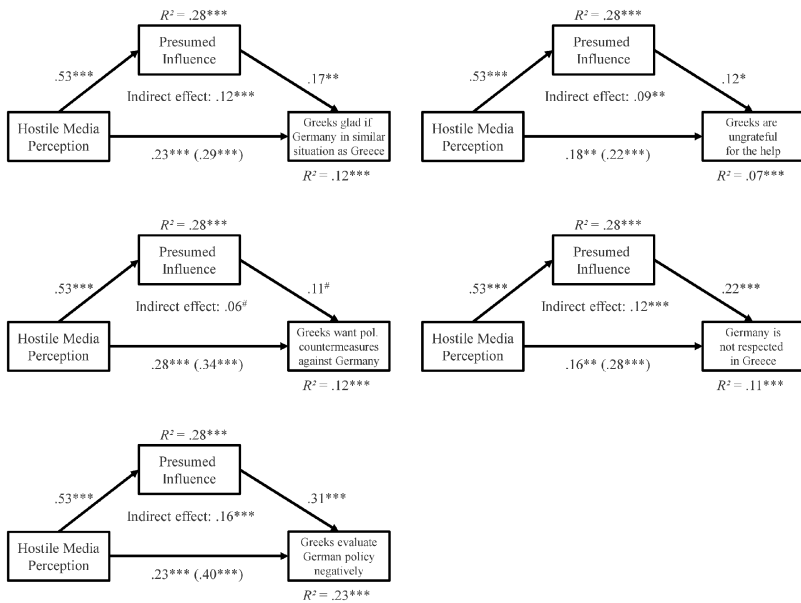 R² = .28***
Presumed
Influence
.53***
.17**
Indirect effect: .12***
Hostile Media
Perception
Greeks glad if
Germany in similar
situation as Greece
.23*** (.29***)
R² = .12***
R² = .28***
Presumed
Influence
.53***
.12*
Indirect effect: .09**
Hostile Media
Perception
Greeks are
ungrateful
for the help
.18** (.22***)
R² = .07***
R² = .28***
Presumed
Influence
.53***
.11#
Indirect effect: .06#
Hostile Media
Perception
Greeks want pol.
countermeasures
against Germany
.28*** (.34***)
R² = .12***
R² = .28***
Presumed
Influence
.53***
.22***
Indirect effect: .12***
Hostile Media
Perception
Germany is
not respected
in Greece
.16** (.28***)
R² = .11***
R² = .28***
Presumed
Influence
.53***
.31***
Indirect effect: .16***
Hostile Media
Perception
Greeks evaluate
German policy
negatively
.23*** (.40***)
R² = .23***